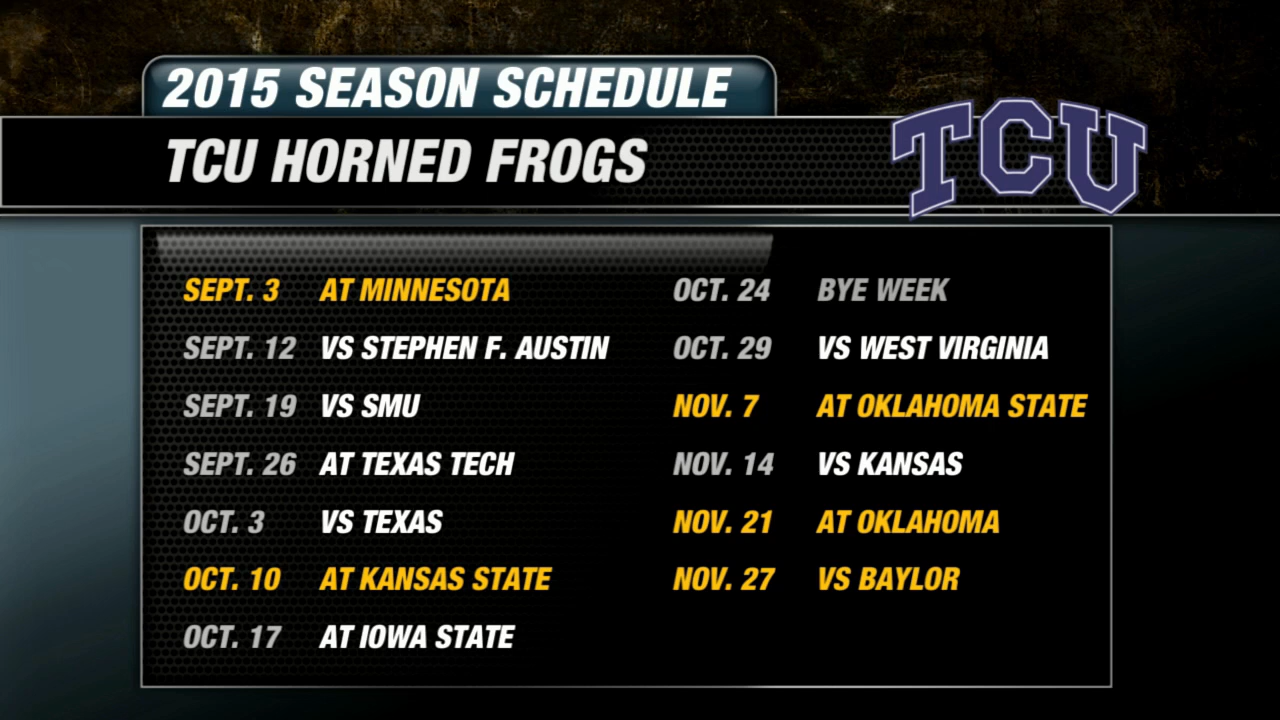 2015 SEASON SCHEDULE
TCU HORNED FROGS
TCU
SEPT. 3 AT MINNESOTA
SEPT. 12 VS STEPHEN F. AUSTIN
SEPT. 19 VS SMU
SEPT. 26 AT TEXAS TECH
OCT. 3 VS TEXAS
OCT. 10 AT KANSAS STATE
OCT. 17 AT IOWA STATE
OCT. 24 BYE WEEK
OCT. 29 VS WEST VIRGINIA
NOV. 7 AT OKLAHOMA STATE
NOV. 14 VS KANSAS
NOV. 21 AT OKLAHOMA
NOV. 27 VS BAYLOR